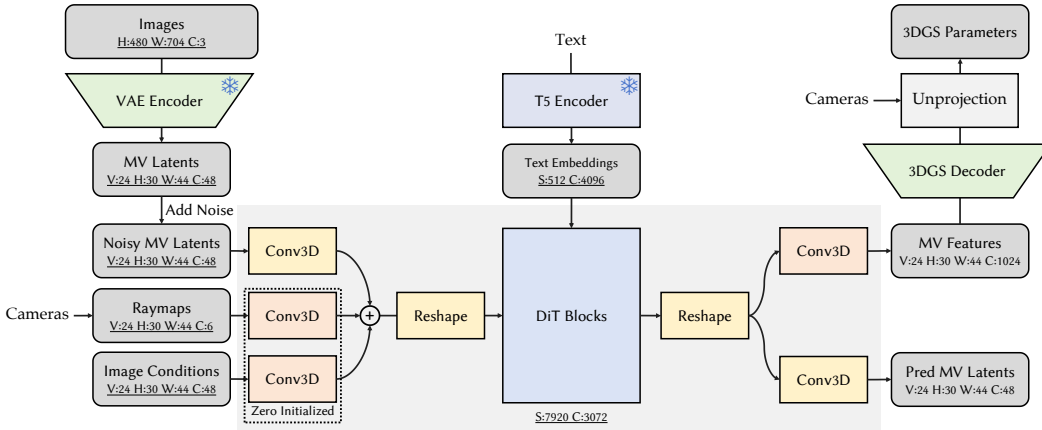 Images
H:480 W:704 C:3
VAE Encoder
MV Latents
V:24 H:30 W:44 C:48
Add Noise
Noisy MV Latents
V:24 H:30 W:44 C:48
Cameras
Raymaps
V:24 H:30 W:44 C:6
Image Conditions
V:24 H:30 W:44 C:48
Conv3D
Conv3D
Conv3D
Zero Initialized
+
Reshape
Text
T5 Encoder
Text Embeddings
S:512 C:4096
DiT Blocks
S:7920 C:3072
Reshape
Conv3D
Conv3D
3DGS Parameters
Cameras
Unprojection
3DGS Decoder
MV Features
V:24 H:30 W:44 C:1024
Pred MV Latents
V:24 H:30 W:44 C:48